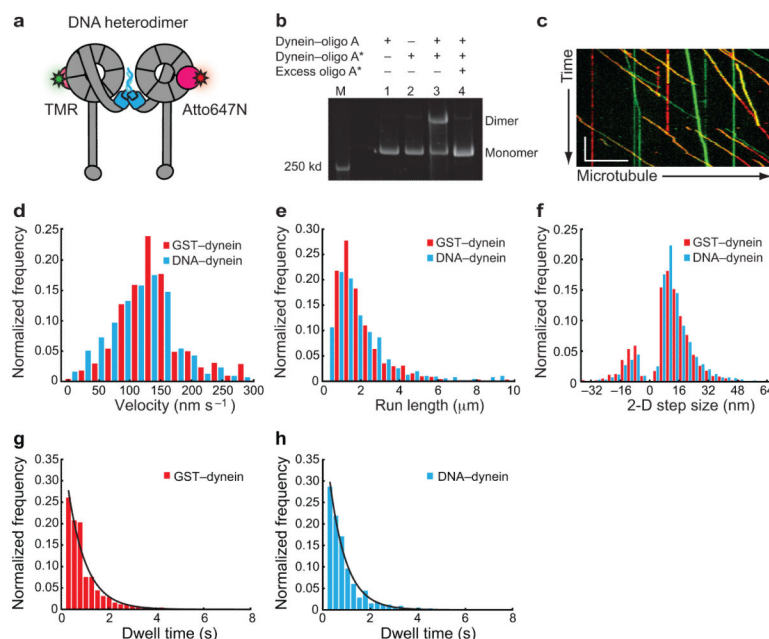 a
DNA heterodimer
TMR
Atto647N
b
Dynein–oligo A + – + +
Dynein–oligo A* – + + +
Excess oligo A* – – – +
M 1 2 3 4
Dimer
Monomer
250 kd
c
Time
Microtubule
d
Normalized frequency
0.25
0.20
0.15
0.10
0.05
0
GST–dynein
DNA–dynein
0 50 100 150 200 250 300
Velocity (nm s⁻¹)
e
Normalized frequency
0.30
0.25
0.20
0.15
0.10
0.05
0
GST–dynein
DNA–dynein
0 2 4 6 8 10
Run length (μm)
f
Normalized frequency
0.25
0.20
0.15
0.10
0.05
0
GST–dynein
DNA–dynein
−32 −16 0 16 32 48 64
2-D step size (nm)
g
Normalized frequency
0.35
0.30
0.25
0.20
0.15
0.10
0.05
0
GST–dynein
0 2 4 6 8
Dwell time (s)
h
Normalized frequency
0.35
0.30
0.25
0.20
0.15
0.10
0.05
0
DNA–dynein
0 2 4 6 8
Dwell time (s)